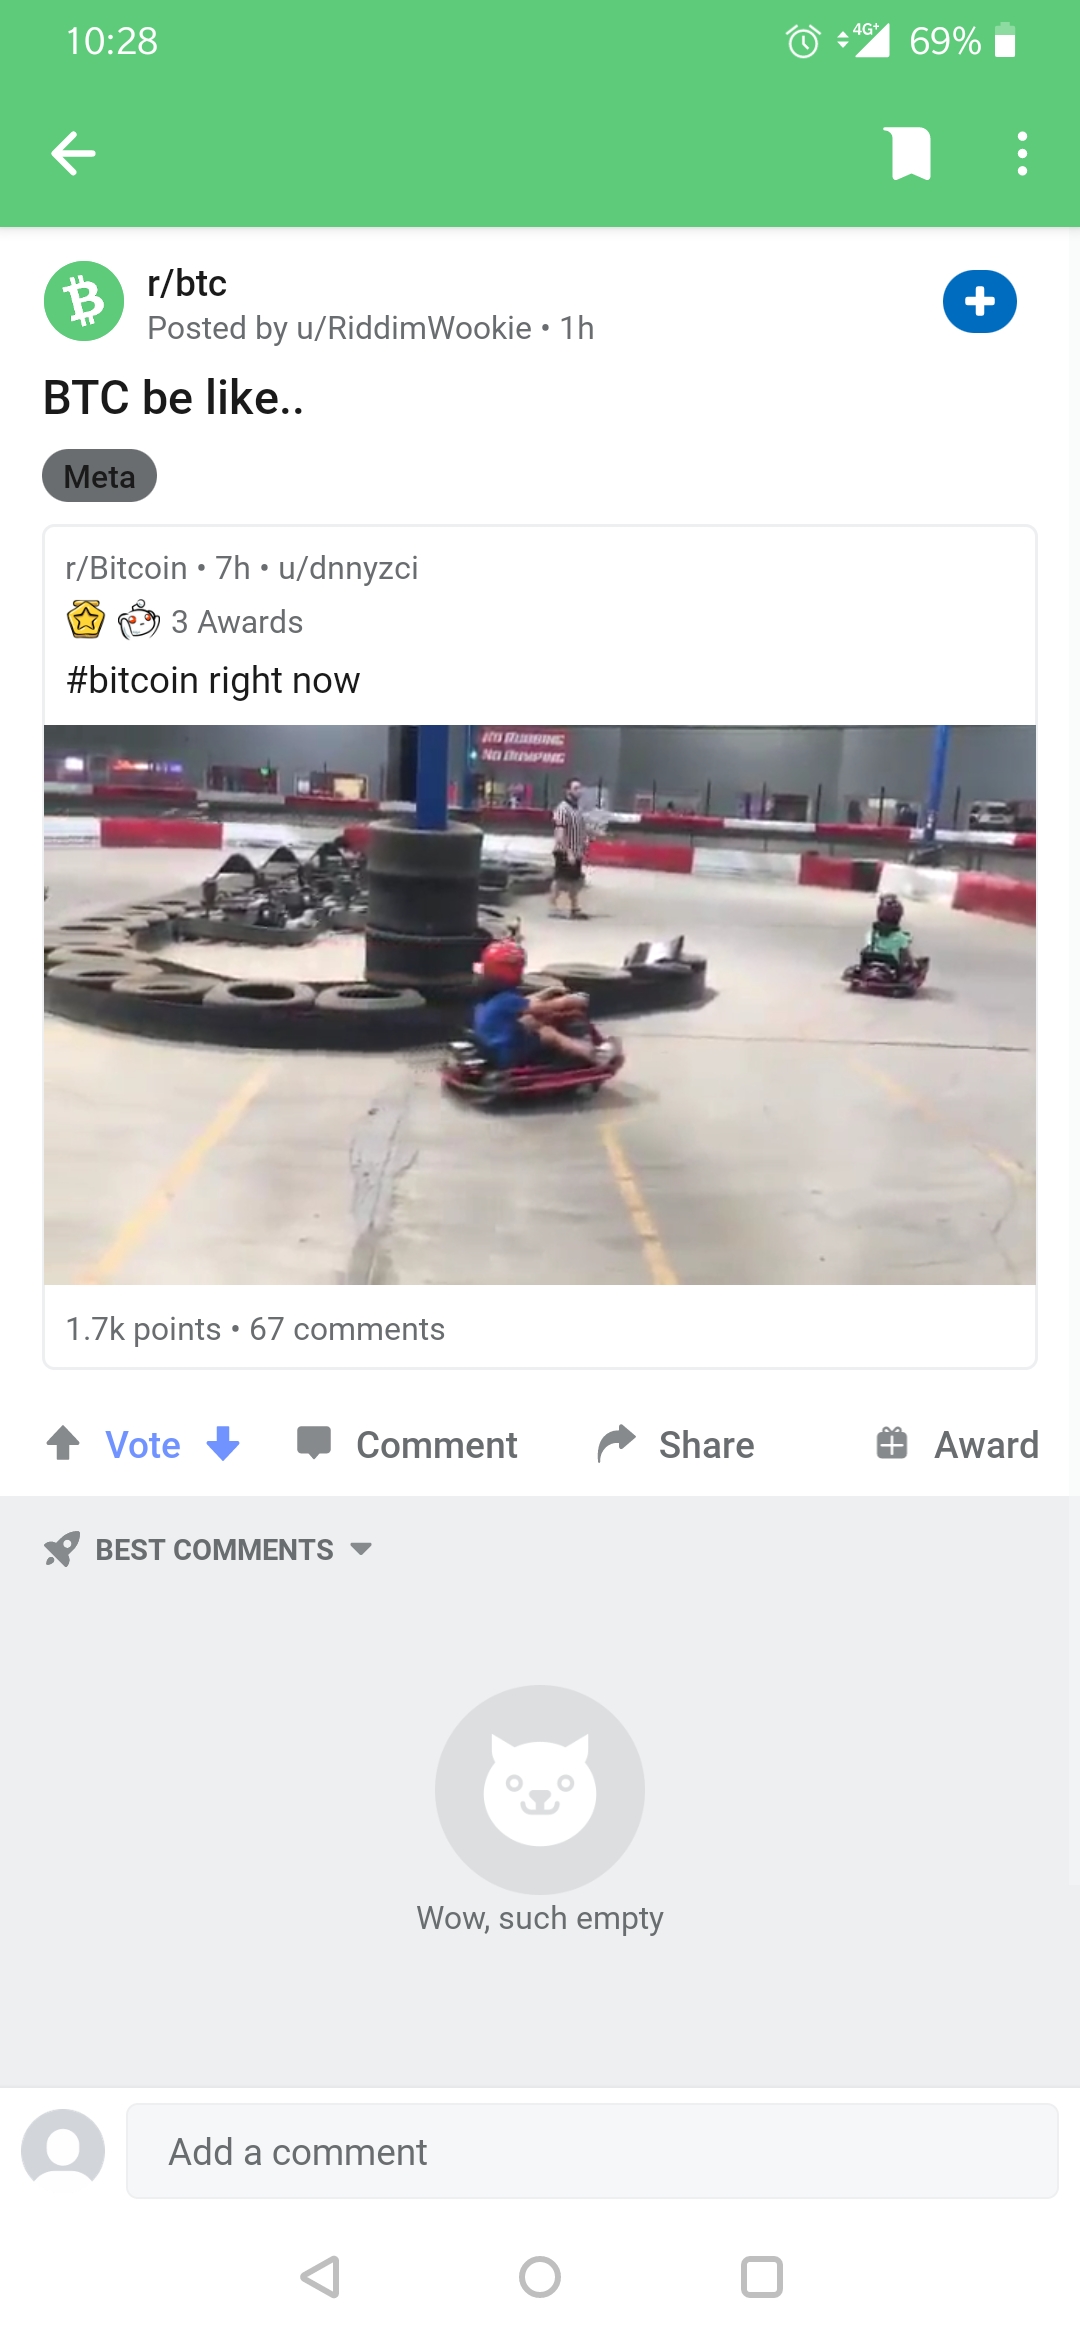 10:28
4G+ 69%
r/btc
Posted by u/RiddimWookie • 1h
BTC be like..
Meta
r/Bitcoin • 7h • u/dnnyzci
3 Awards
#bitcoin right now
NO BUMPING
1.7k points • 67 comments
Vote Comment Share Award
BEST COMMENTS
Wow, such empty
Add a comment